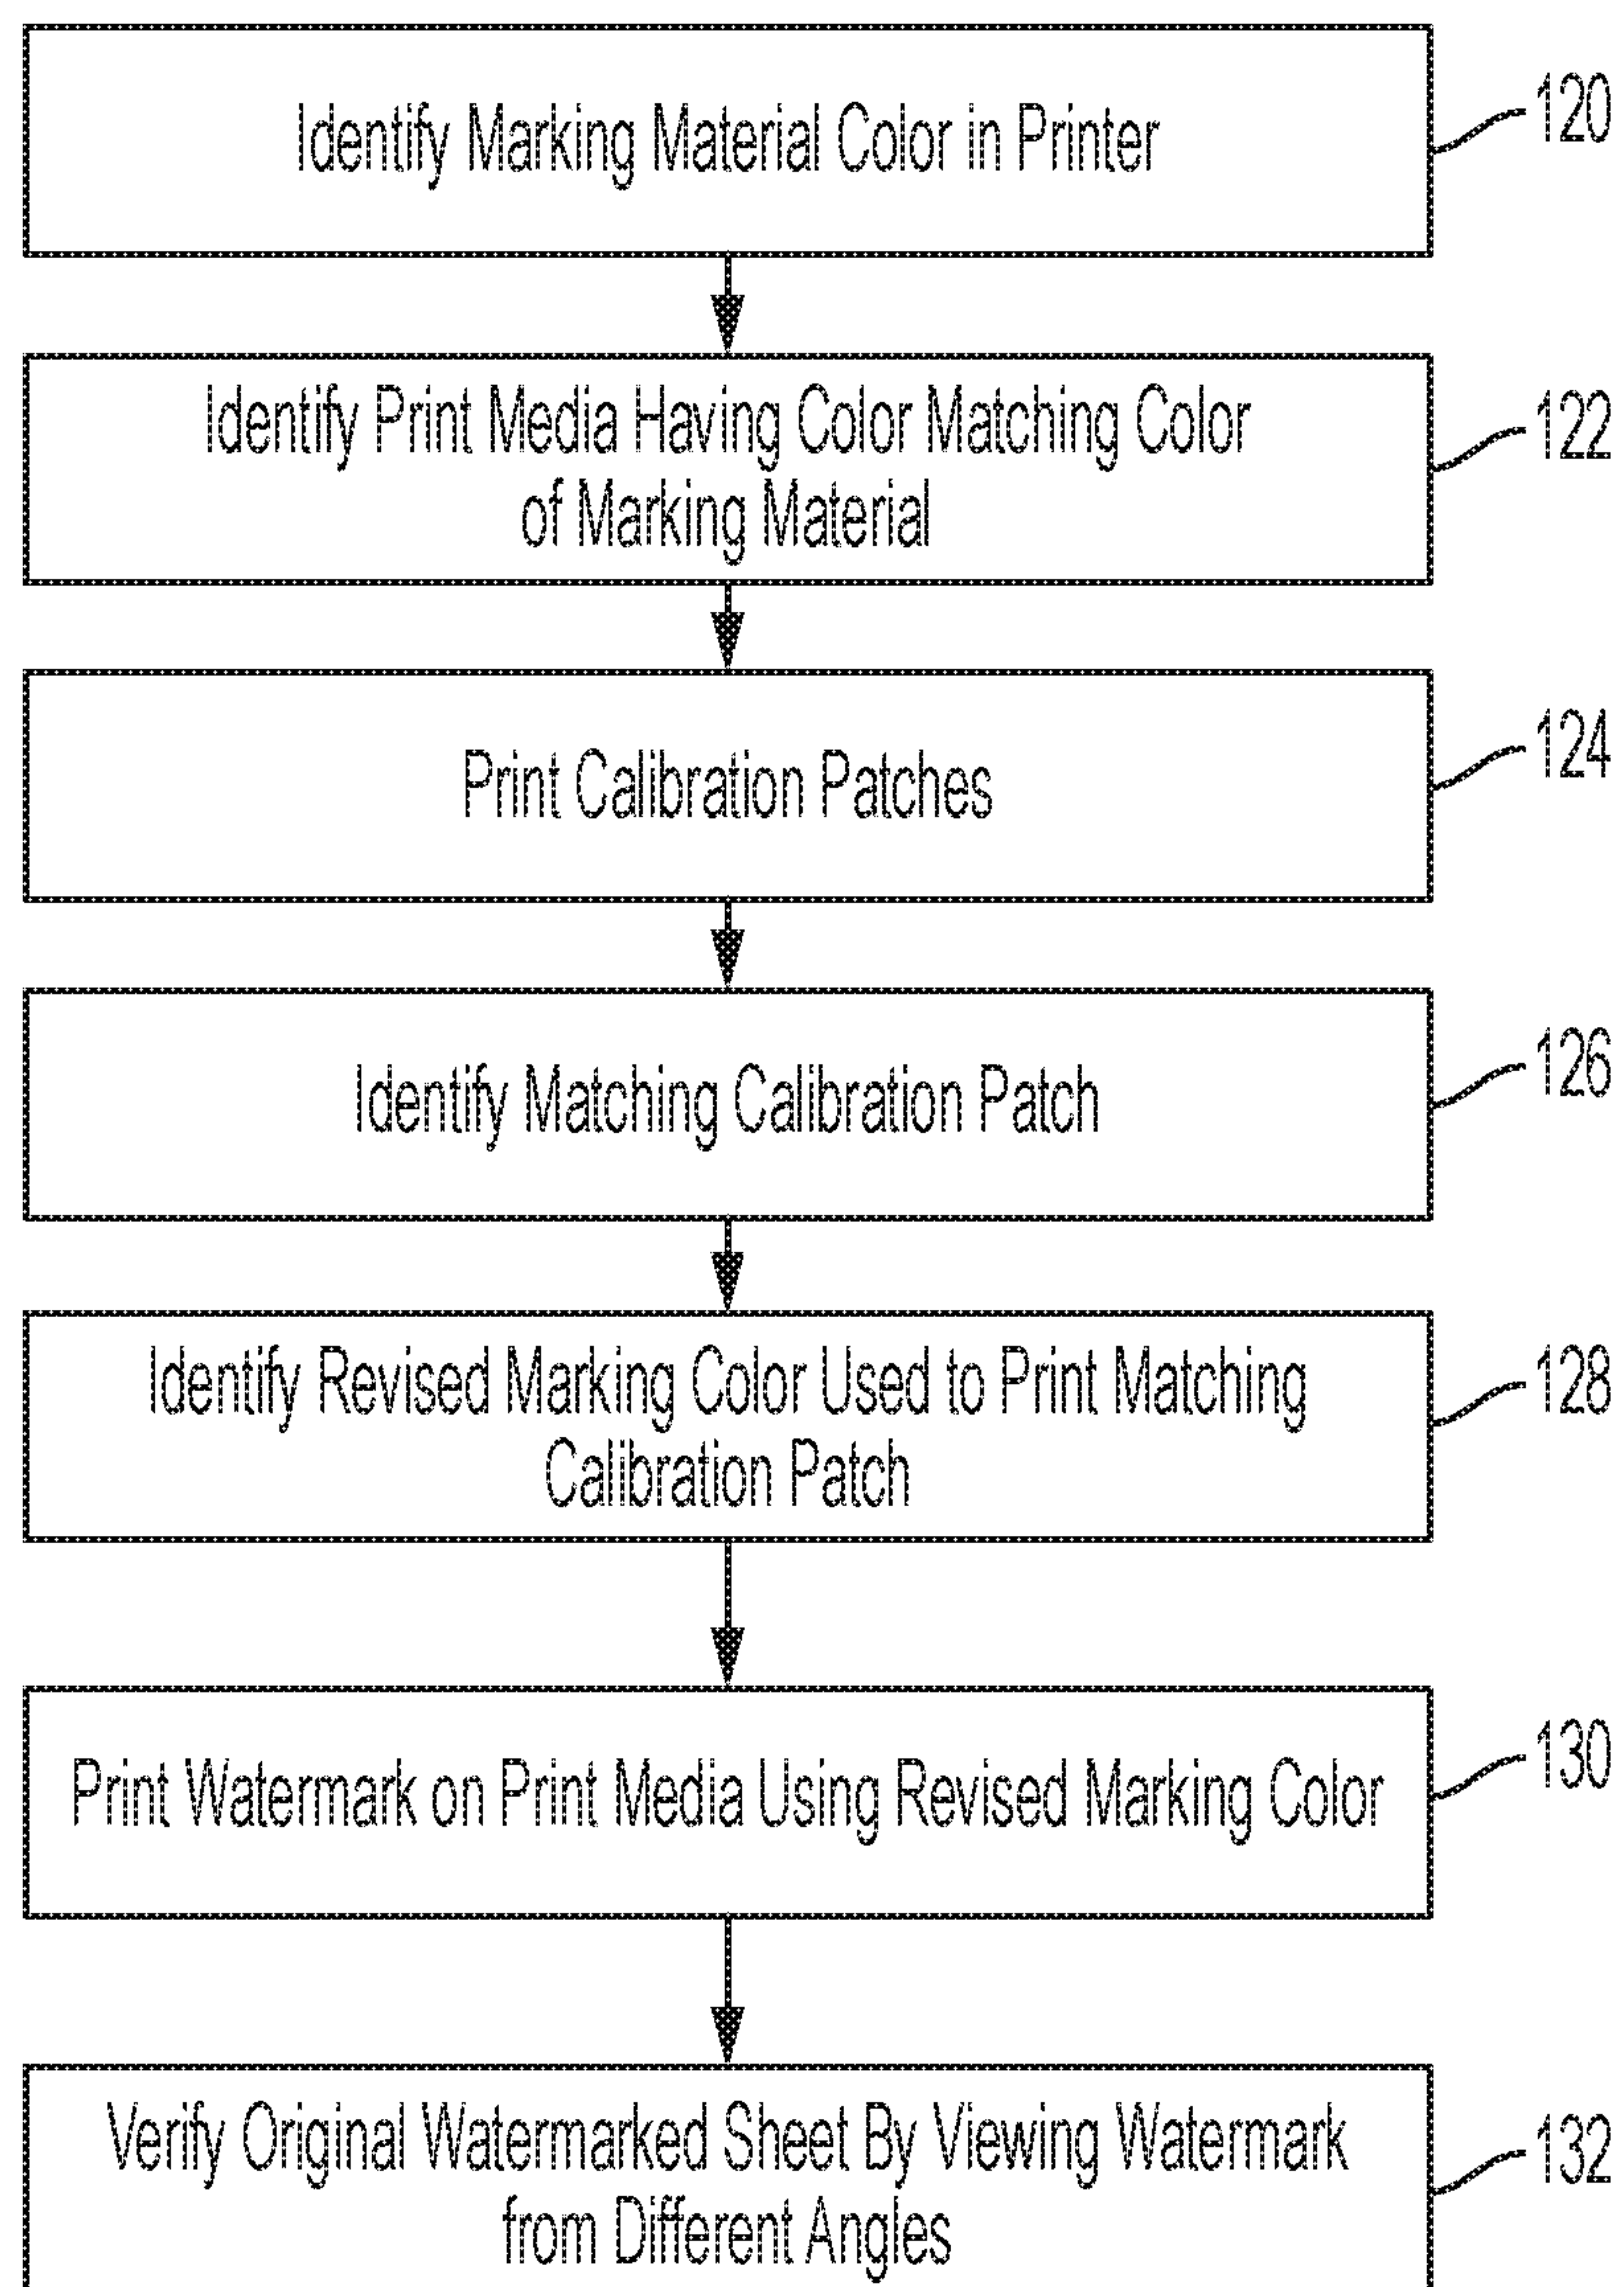 Identify Marking Material Color in Printer
120
Identify Print Media Having Color Matching Color
of Marking Material
122
Print Calibration Patches
124
Identify Matching Calibration Patch
126
Identify Revised Marking Color Used to Print Matching
Calibration Patch
128
Print Watermark on Print Media Using Revised Marking Color
130
Verify Original Watermarked Sheet By Viewing Watermark
from Different Angles
132